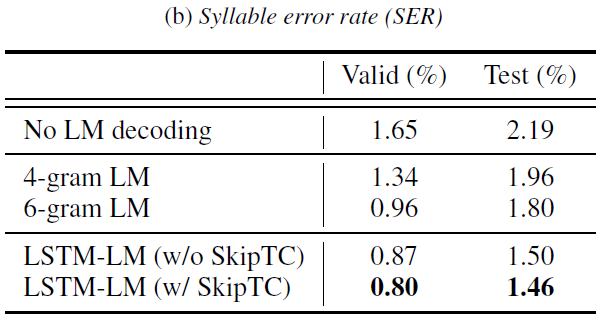 (b) Syllable error rate (SER)
Valid (%) Test (%)
No LM decoding 1.65 2.19
4-gram LM 1.34 1.96
6-gram LM 0.96 1.80
LSTM-LM (w/o SkipTC) 0.87 1.50
LSTM-LM (w/ SkipTC) 0.80 1.46